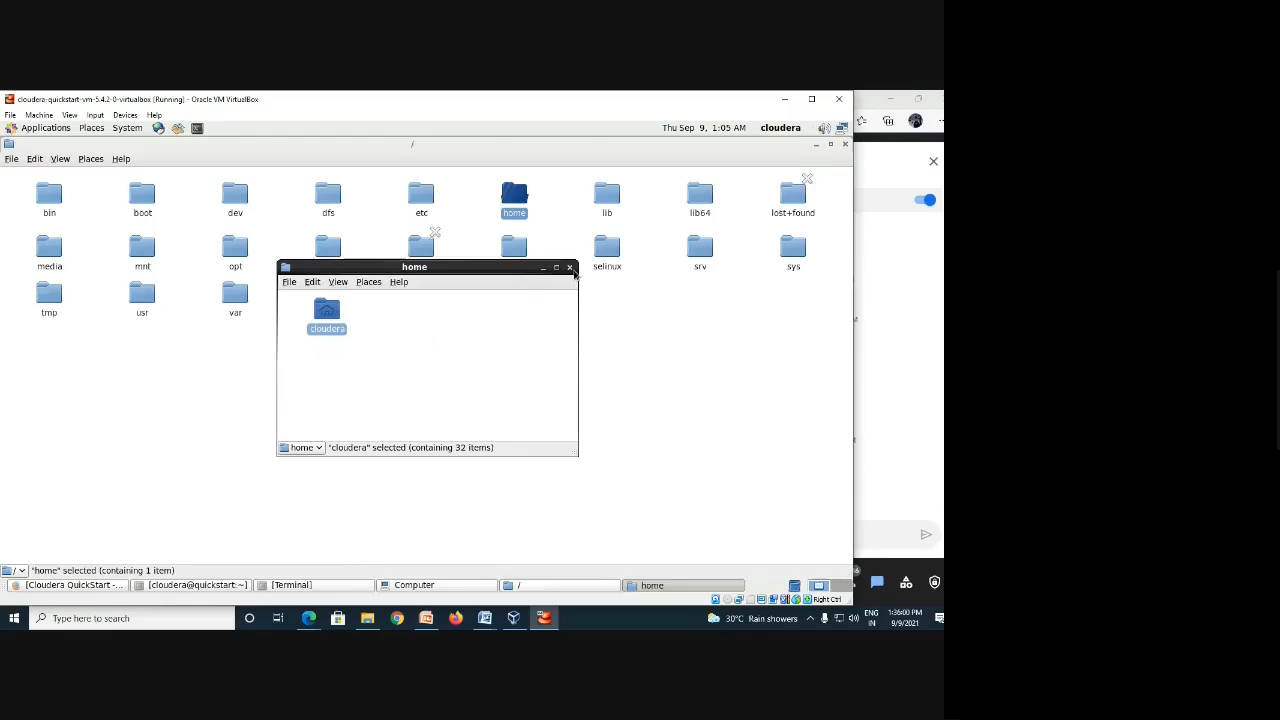 cloudera-quickstart-vm-5.4.2-0-virtualbox [Running] - Oracle VM VirtualBox
File Machine View Input Devices Help
Applications Places System Thu Sep 9, 1:05 AM cloudera
/
File Edit View Places Help
bin boot dev dfs etc home lib lib64 lost+found
media mnt opt selinux srv sys
tmp usr var
home
File Edit View Places Help
cloudera
home "cloudera" selected (containing 32 items)
/ "home" selected (containing 1 item)
[Cloudera QuickStart -... [cloudera@quickstart:~] [Terminal] Computer / home
Right Ctrl
Type here to search
30°C Rain showers
ENG
IN
1:36:00 PM
9/9/2021